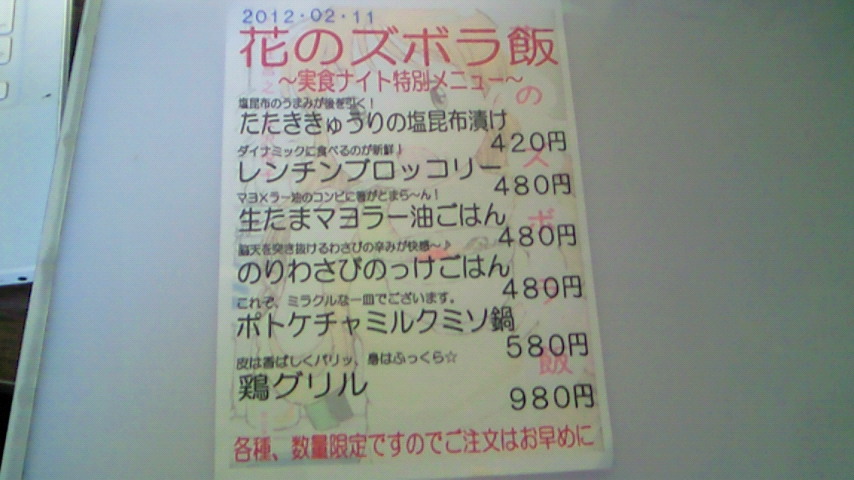 2012・02・11
花のズボラ飯
～実食ナイト特別メニュー～
塩昆布のうまみが後を引く！
たたききゅうりの塩昆布漬け
420円
ダイナミックに食べるのが新鮮！
レンチンブロッコリー
480円
マヨ×ラー油のコンビに箸がとまら～ん！
生たまマヨラー油ごはん
480円
脳天を突き抜けるわさびの辛みが快感～♪
のりわさびのっけごはん
480円
これぞ、ミラクルな一皿でございます。
ポトケチャミルクミソ鍋
580円
皮は香ばしくパリッ、身はふっくら☆
鶏グリル
980円
各種、数量限定ですのでご注文はお早めに